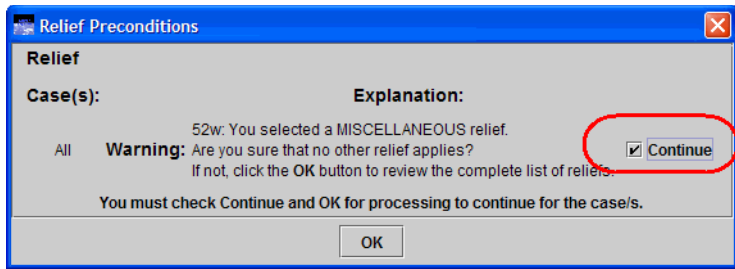 Relief Preconditions
Relief
Case(s): Explanation:
52w: You selected a MISCELLANEOUS relief.
All Warning: Are you sure that no other relief applies? Continue
If not, click the OK button to review the complete list of reliefs.
You must check Continue and OK for processing to continue for the case/s.
OK